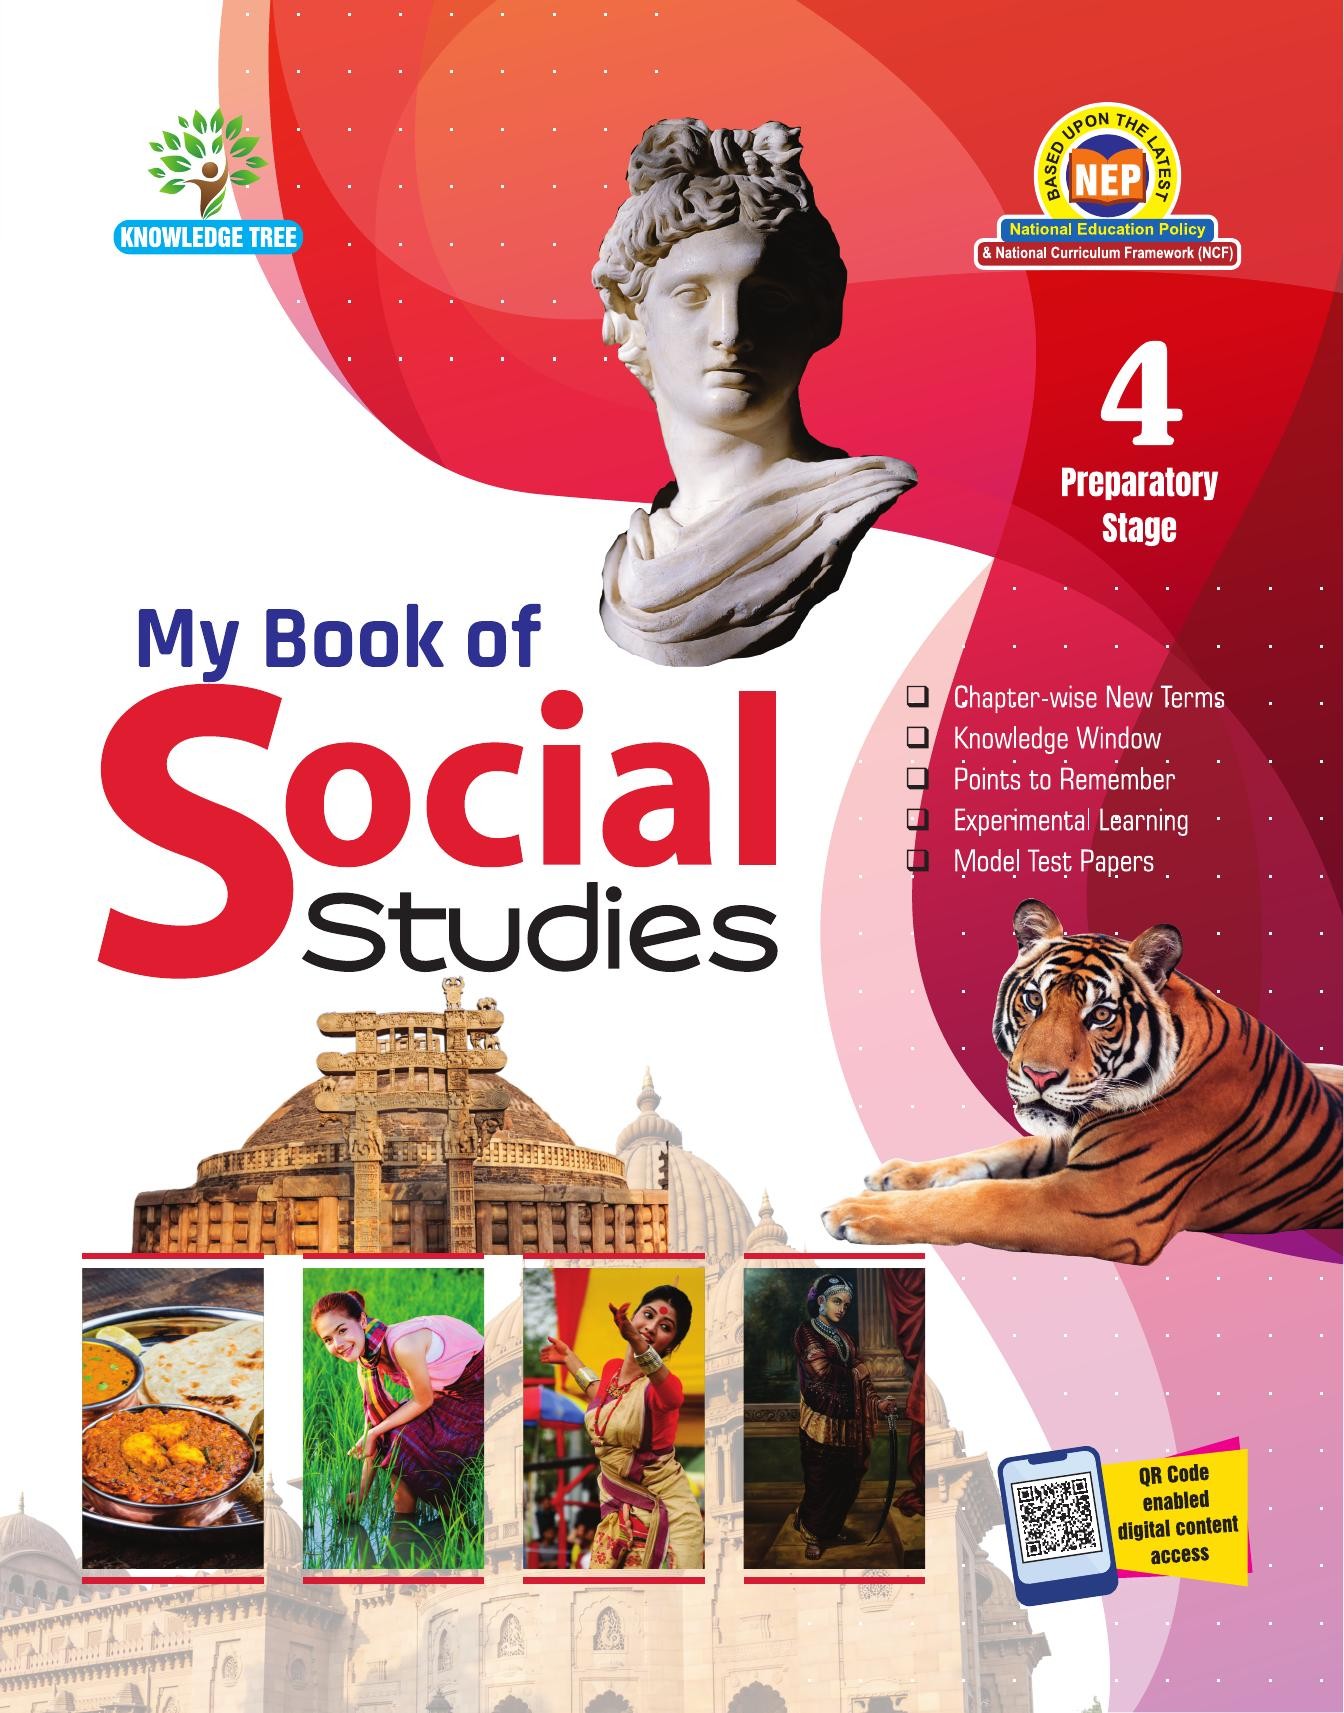 KNOWLEDGE TREE
BASED UPON THE LATEST
NEP
National Education Policy
& National Curriculum Framework (NCF)
4
Preparatory
Stage
My Book of
Social
Studies
❑ Chapter-wise New Terms
❑ Knowledge Window
❑ Points to Remember
❑ Experimental Learning
❑ Model Test Papers
QR Code
enabled
digital content
access